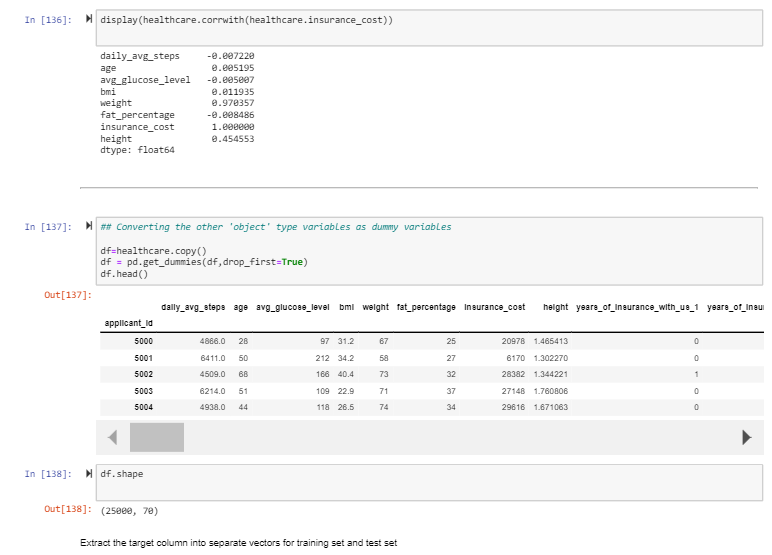 In [136]: display(healthcare.corrwith(healthcare.insurance_cost))
daily_avg_steps -0.007220
age 0.005195
avg_glucose_level -0.005007
bmi 0.011935
weight 0.970357
fat_percentage -0.008486
insurance_cost 1.000000
height 0.454553
dtype: float64
In [137]: ## Converting the other 'object' type variables as dummy variables
df=healthcare.copy()
df = pd.get_dummies(df,drop_first=True)
df.head()
Out[137]:
daily_avg_steps age avg_glucose_level bmi weight fat_percentage insurance_cost height years_of_insurance_with_us_1 years_of_insu
applicant_id
5000 4866.0 28 97 31.2 67 25 20978 1.465413 0
5001 6411.0 50 212 34.2 58 27 6170 1.302270 0
5002 4509.0 68 166 40.4 73 32 28382 1.344221 1
5003 6214.0 51 109 22.9 71 37 27148 1.760806 0
5004 4938.0 44 118 26.5 74 34 29616 1.671063 0
In [138]: df.shape
Out[138]: (25000, 70)
Extract the target column into separate vectors for training set and test set